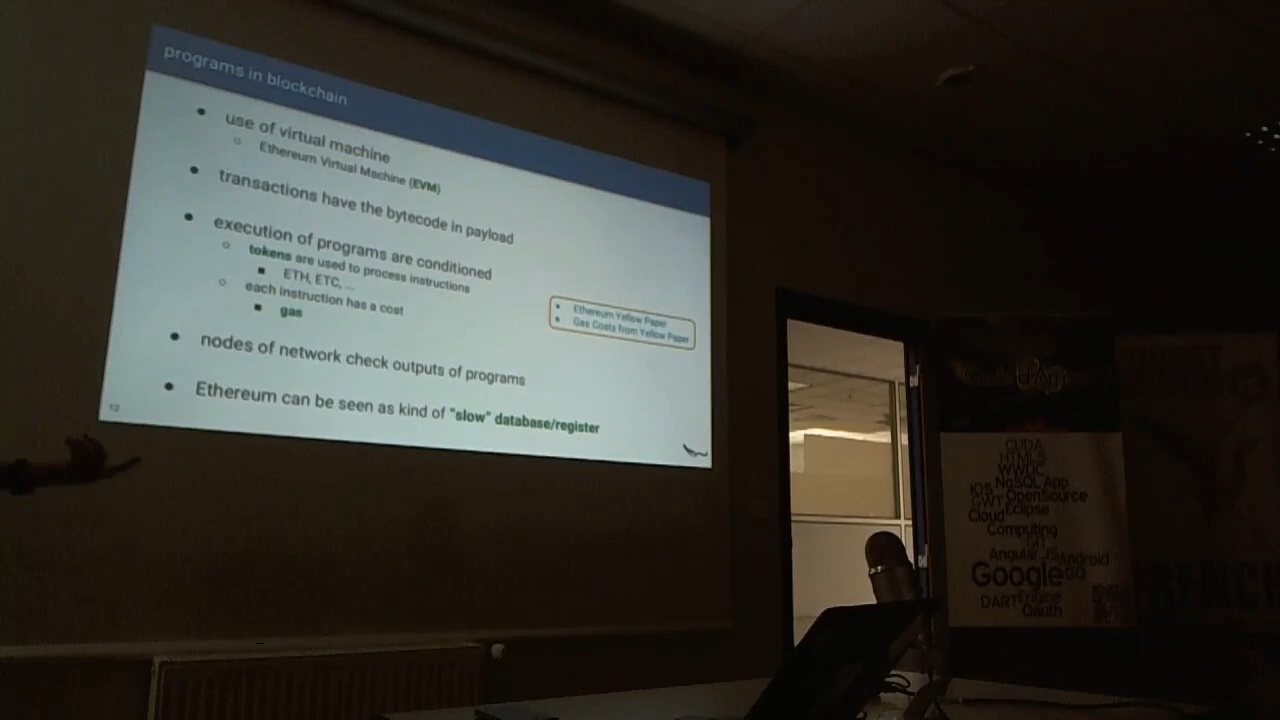 programs in blockchain
use of virtual machine
Ethereum Virtual Machine (EVM)
transactions have the bytecode in payload
execution of programs are conditioned
tokens are used to process instructions
ETH, ETC, ...
each instruction has a cost
gas
Ethereum Yellow Paper
Gas Costs from Yellow Paper
nodes of network check outputs of programs
Ethereum can be seen as kind of "slow" database/register
12
CUDA
HTML5
WWDC
iOS NoSQL App
GWT OpenSource
Cloud Eclipse
Computing
GIT
Angular JS Android
Google GO
DART Engine
Oauth